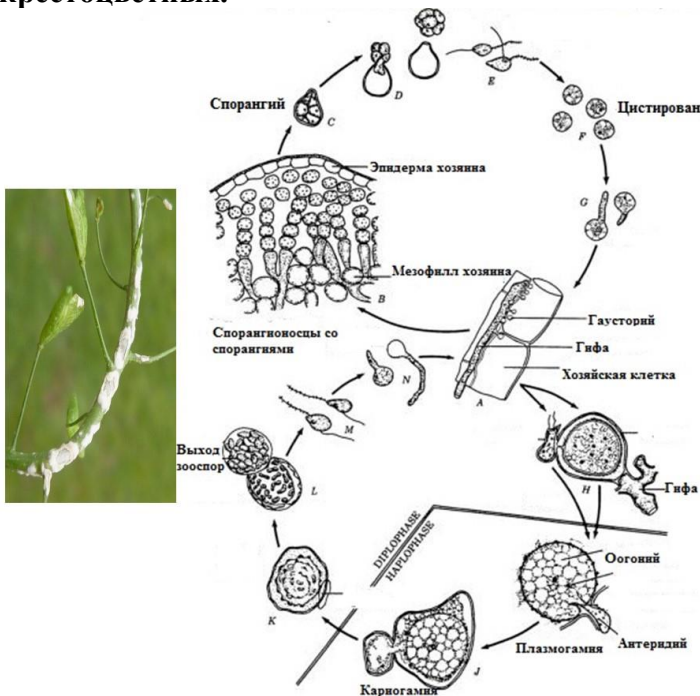 крестоцветных.
Спорангий
C
D
E
Цистирован
F
Эпидерма хозяина
G
Мезофилл хозяина
B
Спорангионосцы со
спорангиями
Гаусторий
Гифа
Хозяйская клетка
A
N
M
Выход
зооспор
L
H
Гифа
DIPLOPHASE
HAPLOPHASE
Оогоний
K
Антеридий
Плазмогамия
J
Кариогамия